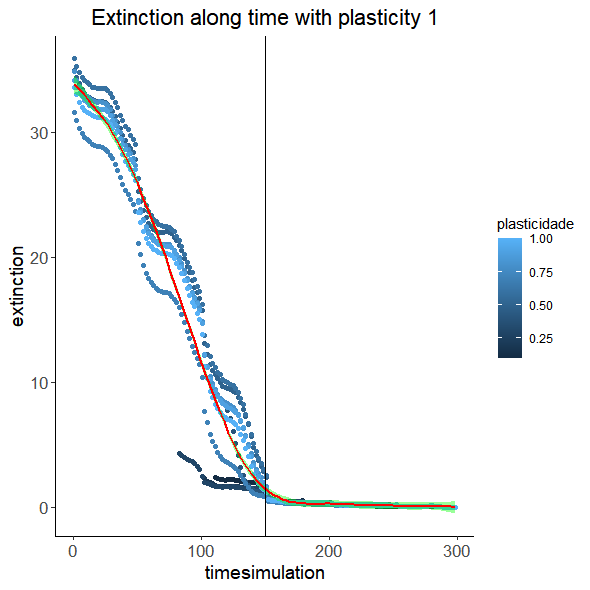 Extinction along time with plasticity 1
extinction
30
20
10
0
0 100 200 300
timesimulation
plasticidade
1.00
0.75
0.50
0.25